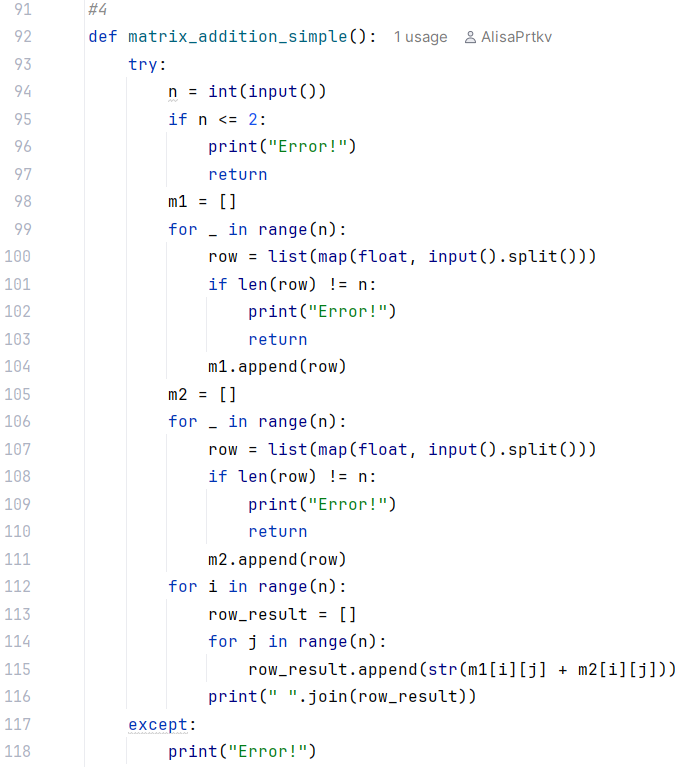 91 #4
92 def matrix_addition_simple(): 1 usage AlisaPrtkv
93     try:
94         n = int(input())
95         if n <= 2:
96             print("Error!")
97             return
98         m1 = []
99         for _ in range(n):
100             row = list(map(float, input().split()))
101             if len(row) != n:
102                 print("Error!")
103                 return
104             m1.append(row)
105         m2 = []
106         for _ in range(n):
107             row = list(map(float, input().split()))
108             if len(row) != n:
109                 print("Error!")
110                 return
111             m2.append(row)
112         for i in range(n):
113             row_result = []
114             for j in range(n):
115                 row_result.append(str(m1[i][j] + m2[i][j]))
116             print(" ".join(row_result))
117     except:
118         print("Error!")